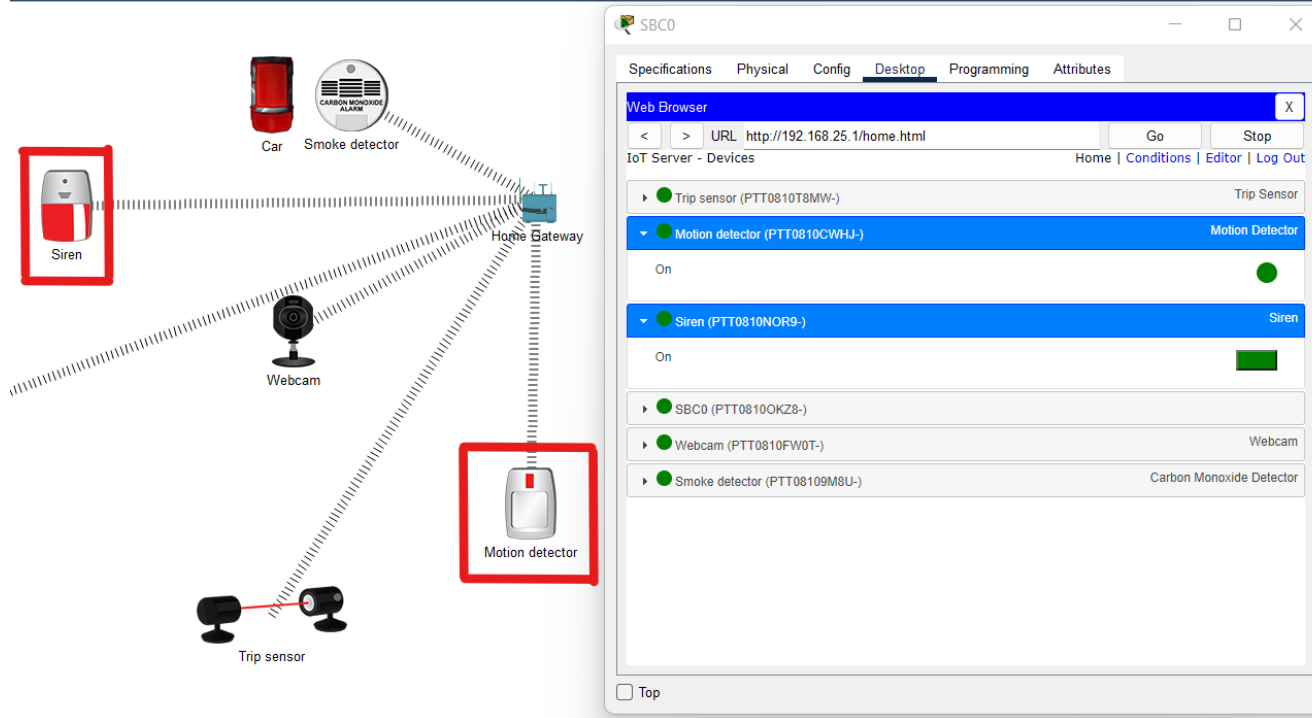 Car
CARBON MONOXIDE
ALARM
Smoke detector
Siren
Home Gateway
Webcam
Motion detector
Trip sensor
SBC0
Specifications Physical Config Desktop Programming Attributes
Web Browser X
< > URL http://192.168.25.1/home.html Go Stop
IoT Server - Devices Home | Conditions | Editor | Log Out
Trip sensor (PTT0810T8MW-) Trip Sensor
Motion detector (PTT0810CWHJ-) Motion Detector
On
Siren (PTT0810NOR9-) Siren
On
SBC0 (PTT0810OKZ8-)
Webcam (PTT0810FW0T-) Webcam
Smoke detector (PTT08109M8U-) Carbon Monoxide Detector
Top